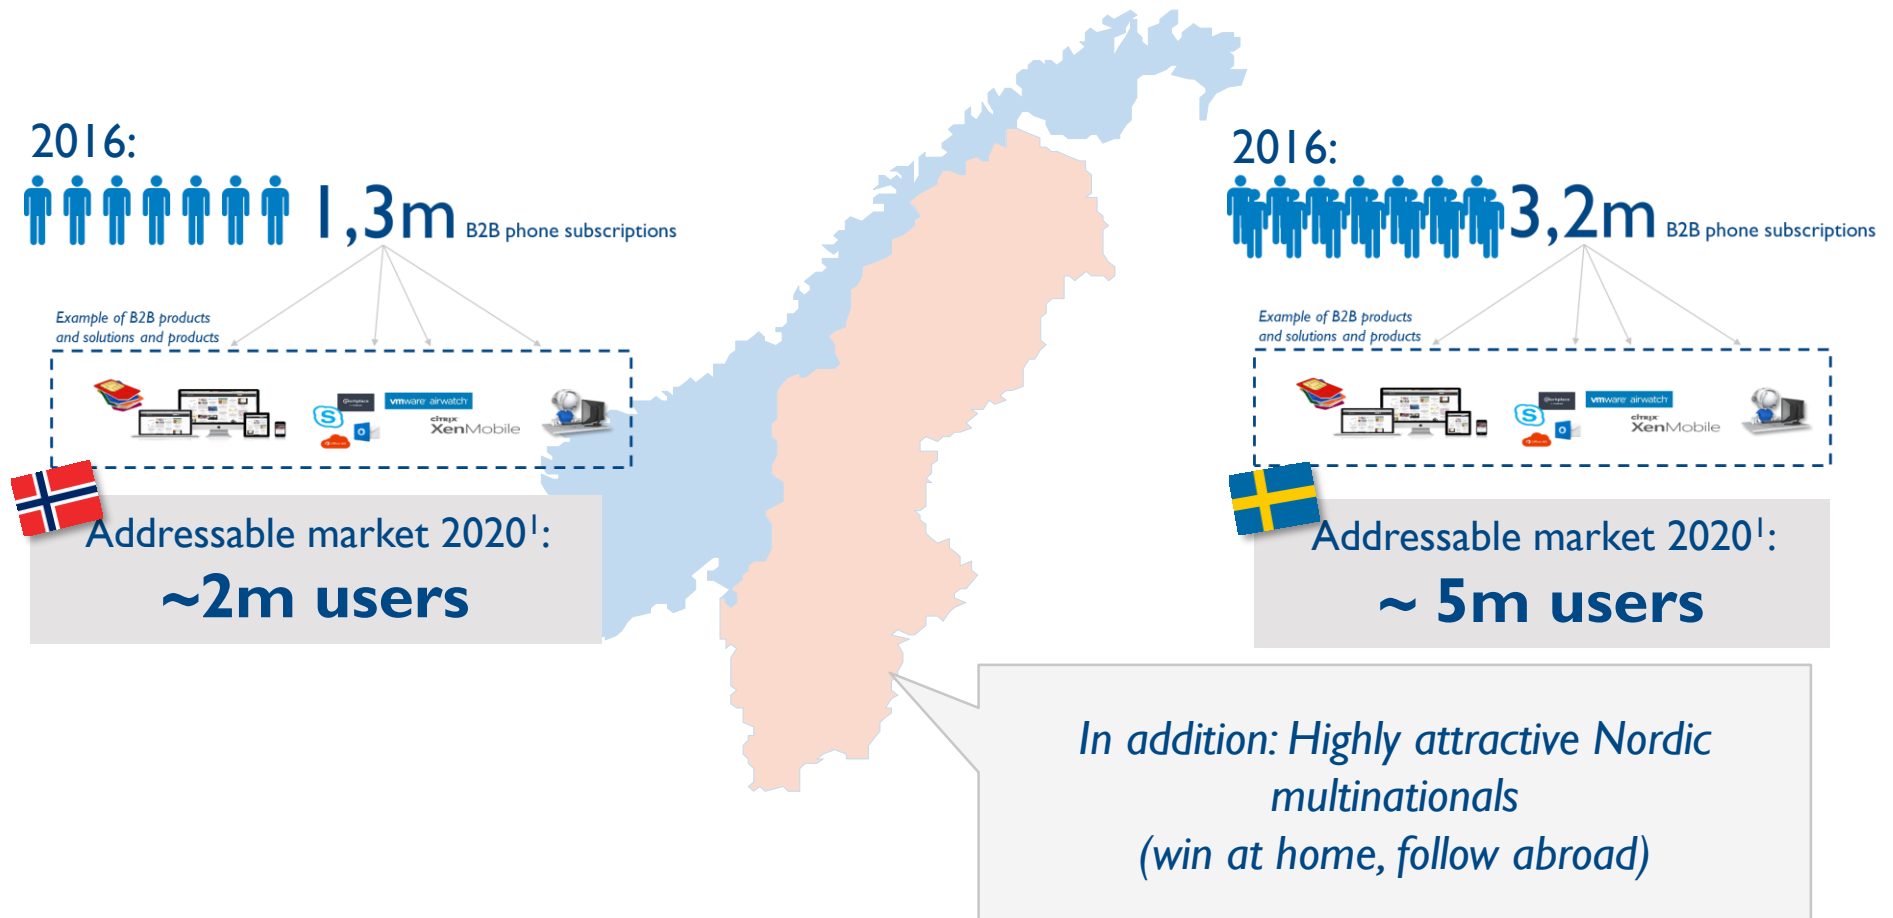 2016:
1,3m B2B phone subscriptions
Example of B2B products
and solutions and products
vmware airwatch
citrix
XenMobile
Addressable market 2020¹:
~2m users
2016:
3,2m B2B phone subscriptions
Example of B2B products
and solutions and products
vmware airwatch
citrix
XenMobile
Addressable market 2020¹:
~ 5m users
In addition: Highly attractive Nordic
multinationals
(win at home, follow abroad)